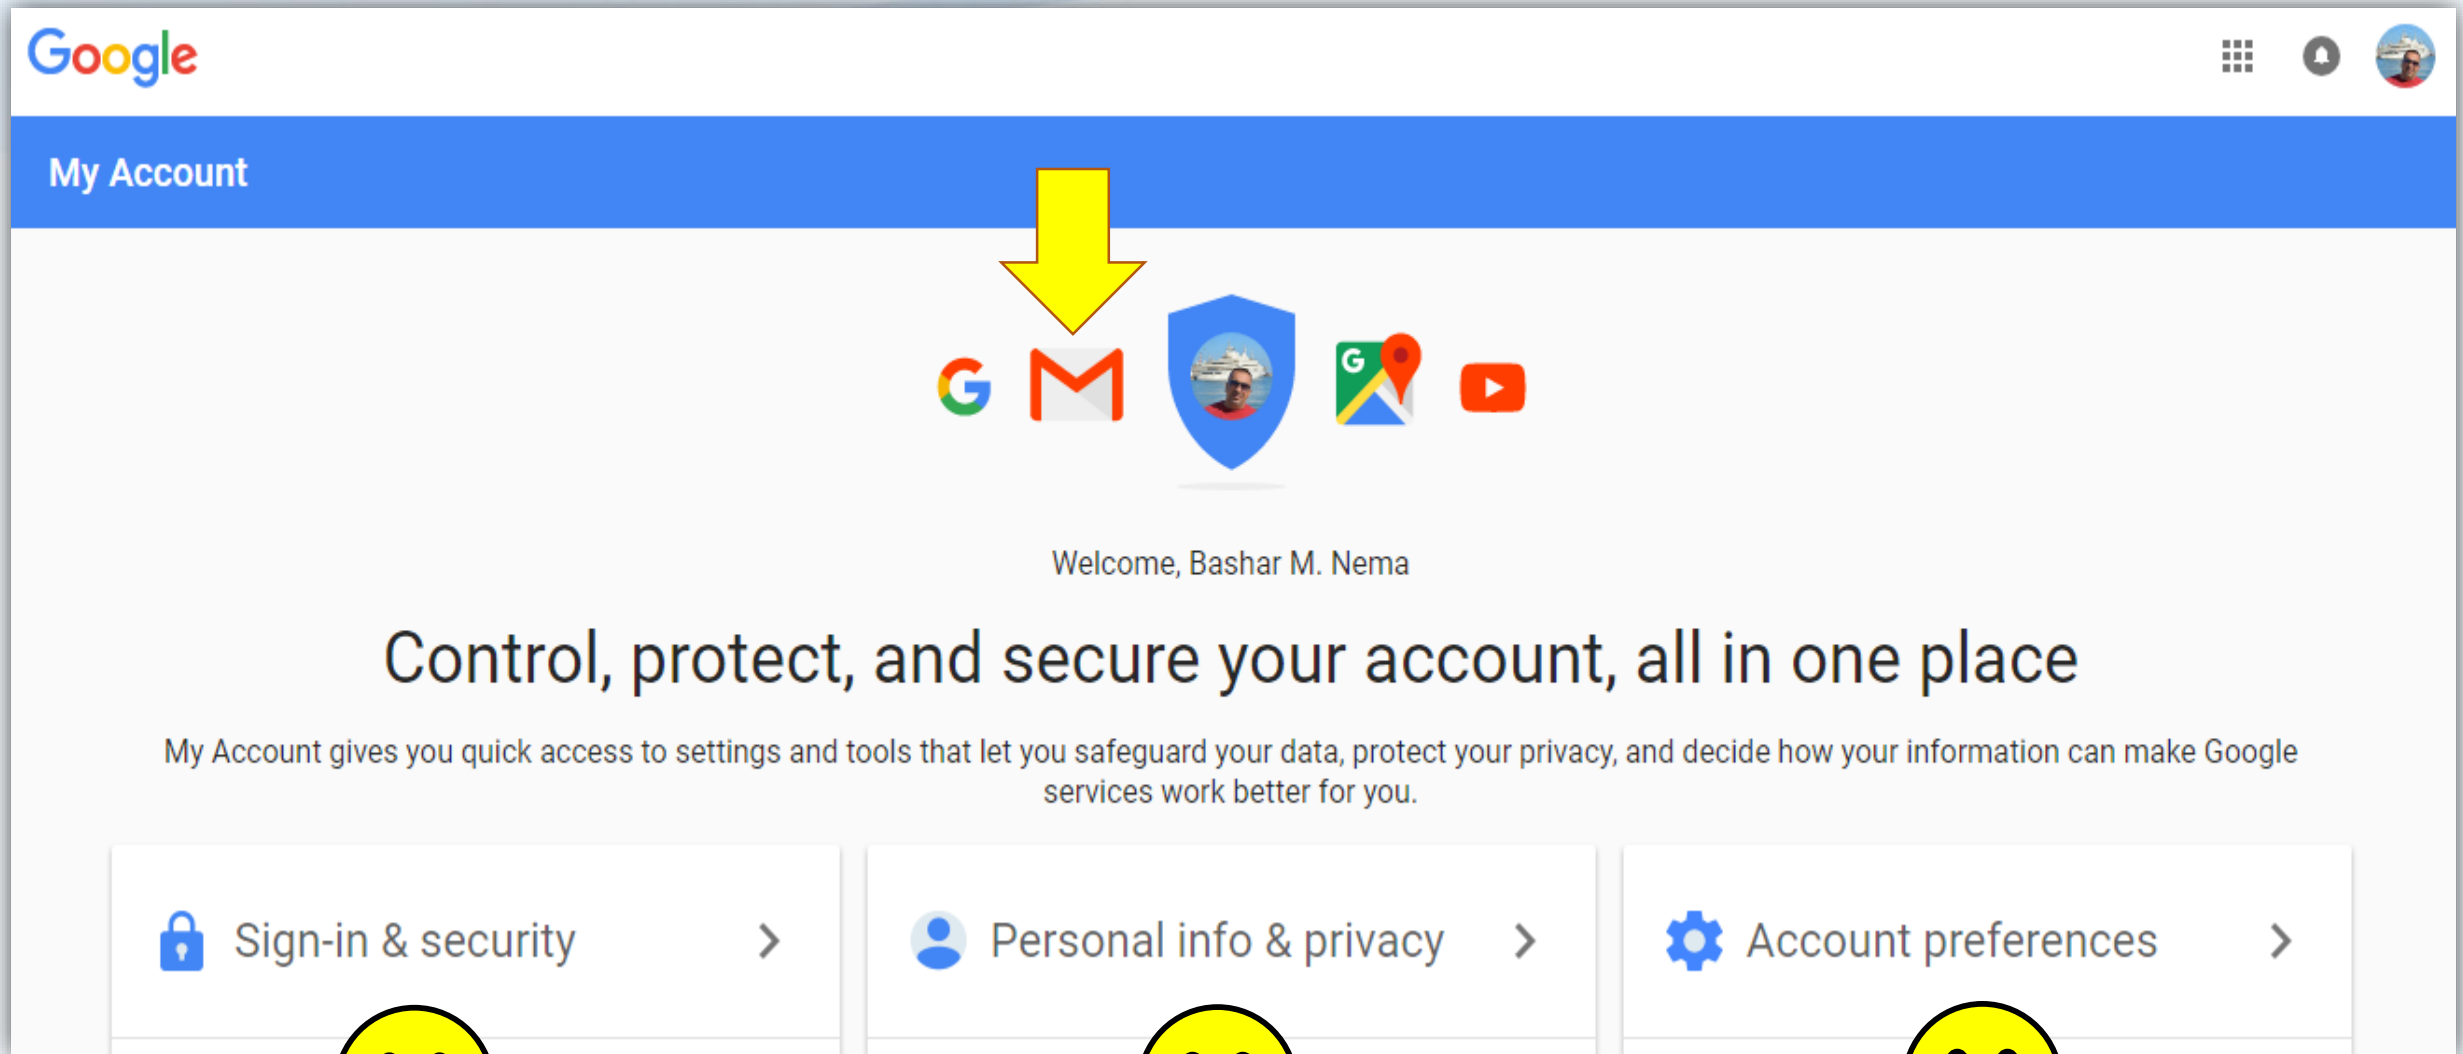 Google
My Account
G
G
Welcome, Bashar M. Nema
Control, protect, and secure your account, all in one place
My Account gives you quick access to settings and tools that let you safeguard your data, protect your privacy, and decide how your information can make Google
services work better for you.
Sign-in & security
Personal info & privacy
Account preferences